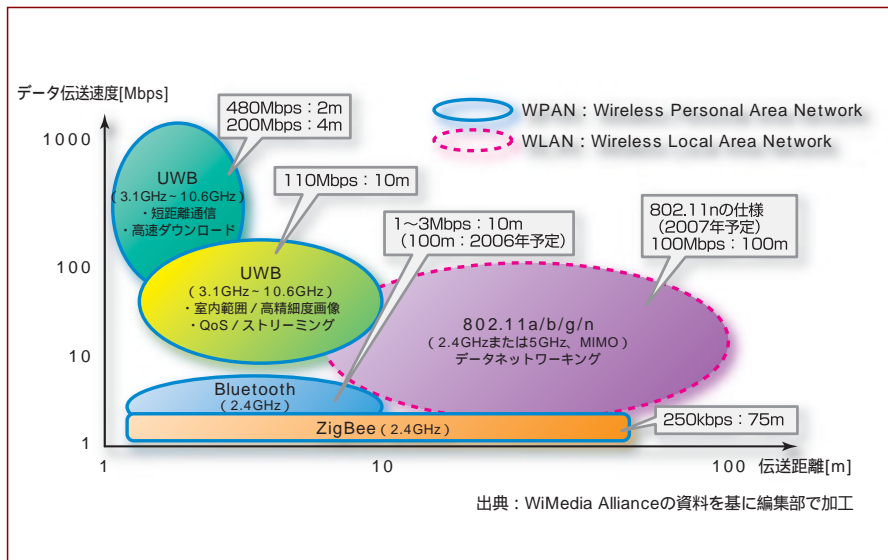 データ伝送速度[Mbps]
480Mbps：2m
200Mbps：4m
WPAN：Wireless Personal Area Network
WLAN：Wireless Local Area Network
1000
UWB
（3.1GHz~10.6GHz）
・短距離通信
・高速ダウンロード
110Mbps：10m
1～3Mbps：10m
（100m：2006年予定）
802.11nの仕様
（2007年予定）
100Mbps：100m
100
UWB
（3.1GHz~10.6GHz）
・室内範囲/高精細度画像
・QoS/ストリーミング
802.11a/b/g/n
（2.4GHzまたは5GHz、MIMO）
データネットワーキング
10
Bluetooth
（2.4GHz）
ZigBee（2.4GHz）
250kbps：75m
1
1
10
100
伝送距離[m]
出典：WiMedia Allianceの資料を基に編集部で加工